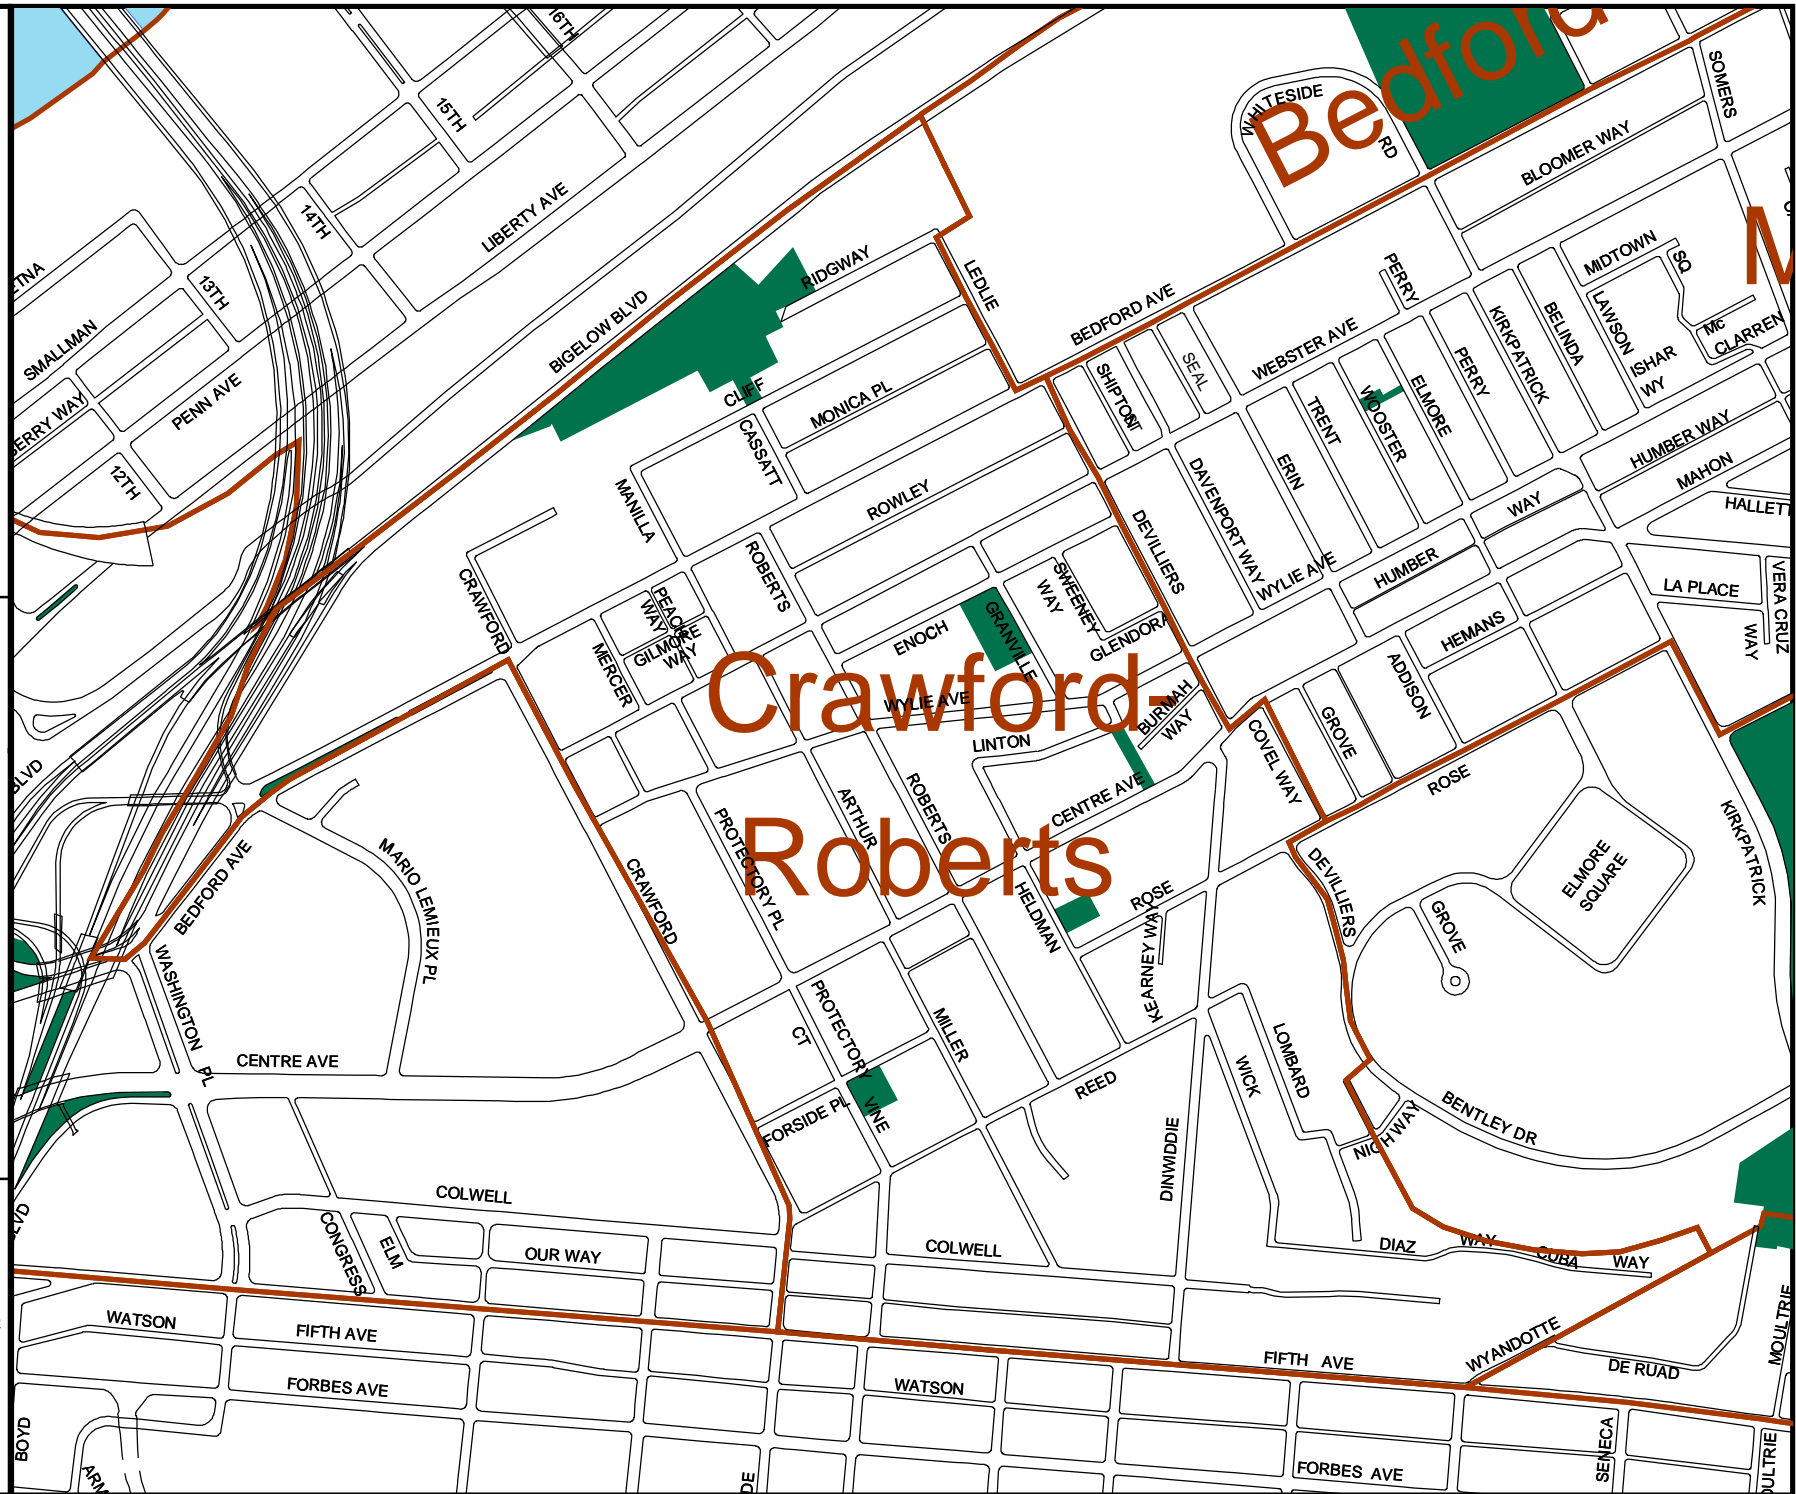 16TH
Bedford
SOMERS
15TH
WHITESIDE
RD
BLOOMER WAY
14TH
LIBERTY AVE
M
MIDTOWN
SQ
PERRY
RIDGWAY
LEDLIE
13TH
BEDFORD AVE
KIRKPATRICK
BELINDA
LAWSON
Mc
CLARREN
SMALLMAN
BIGELOW BLVD
WEBSTER AVE
ISHAR
WY
SEAL
SHIPTON
ST
PERRY
PENN AVE
CLIFF
MONICA PL
WOOSTER
ELMORE
TRENT
HUMBER WAY
CASSATT
12TH
MANILLA
ROWLEY
DAVENPORT WAY
ERIN
MAHON
WAY
HALLETT
DEVILLIERS
ROBERTS
CRAWFORD
PEACH
WAY
SWEENEY
WAY
WYLIE AVE
HUMBER
LA PLACE
VERA CRUZ
WAY
GRANVILLE
ENOCH
GILMORE
WAY
GLENDORA
HEMANS
MERCER
ADDISON
Crawford-
WYLIE AVE
BURMAH
WAY
GROVE
LINTON
COVEL WAY
BLVD
ROSE
CENTRE AVE
ARTHUR
ROBERTS
PROTECTORY PL
Roberts
KIRKPATRICK
MARIO LEMIEUX PL
BEDFORD AVE
CRAWFORD
DEVILLIERS
ELMORE
SQUARE
HELDMAN
ROSE
GROVE
KEARNEY WAY
WASHINGTON PL
PROTECTORY
CT
MILLER
LOMBARD
WICK
CENTRE AVE
REED
FORSIDE PL
VINE
BENTLEY DR
NIGH WAY
DINWIDDIE
COLWELL
CONGRESS
ELM
OUR WAY
COLWELL
DIAZ WAY
CUBA WAY
WATSON
FIFTH AVE
WYANDOTTE
MOULTRIE
FIFTH AVE
DE RUAD
FORBES AVE
WATSON
BOYD
SENECA
FORBES AVE